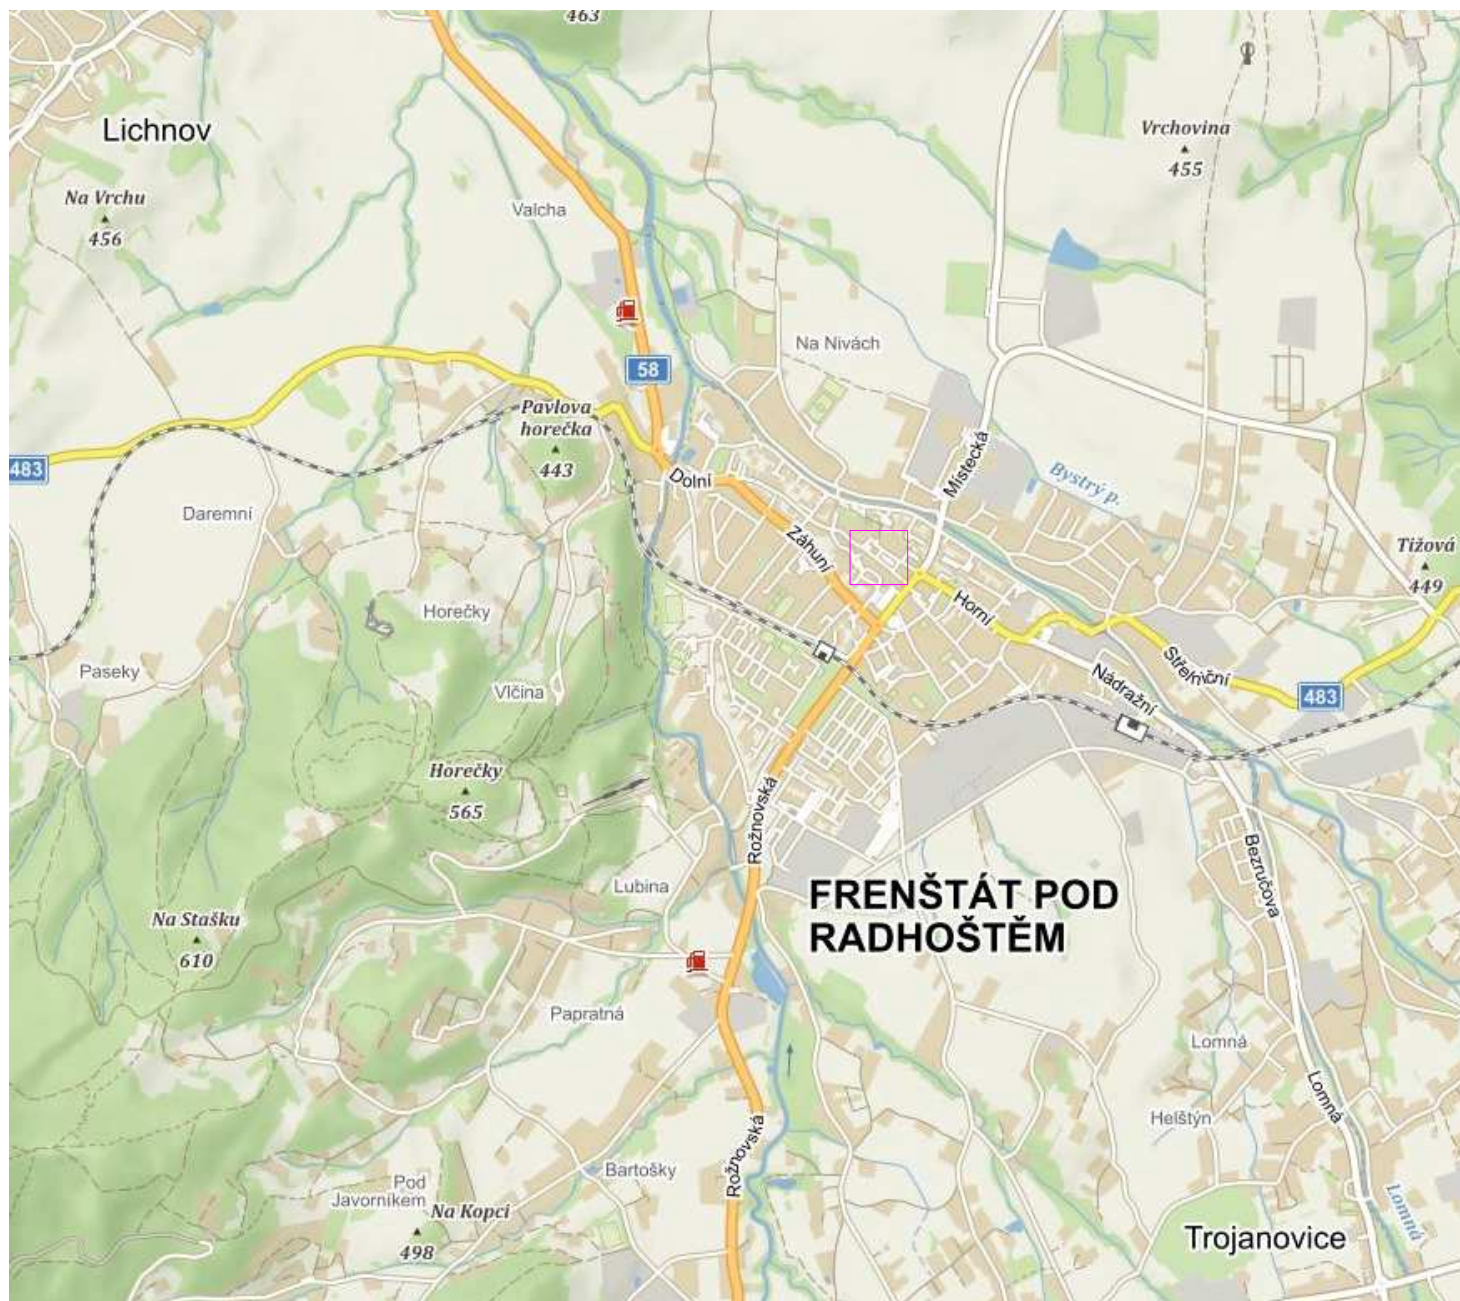 463
Lichnov
Vrchovina
455
Na Vrchu
456
Valcha
Na Nivách
58
Pavlova
horečka
443
483
Dolní
Místecká
Bystrý p.
Daremní
Záhuní
Tížová
449
Horečky
Horní
Paseky
Vlčina
Nádražní
483
Horečky
565
Rožnovská
Bezručova
Lubina
FRENŠTÁT POD
RADHOŠTĚM
Na Stašku
610
Papratná
Lomná
Lomná
Helštýn
Rožnovská
Bartošky
Pod
Javorníkem
Na Kopci
498
Lomná
Trojanovice